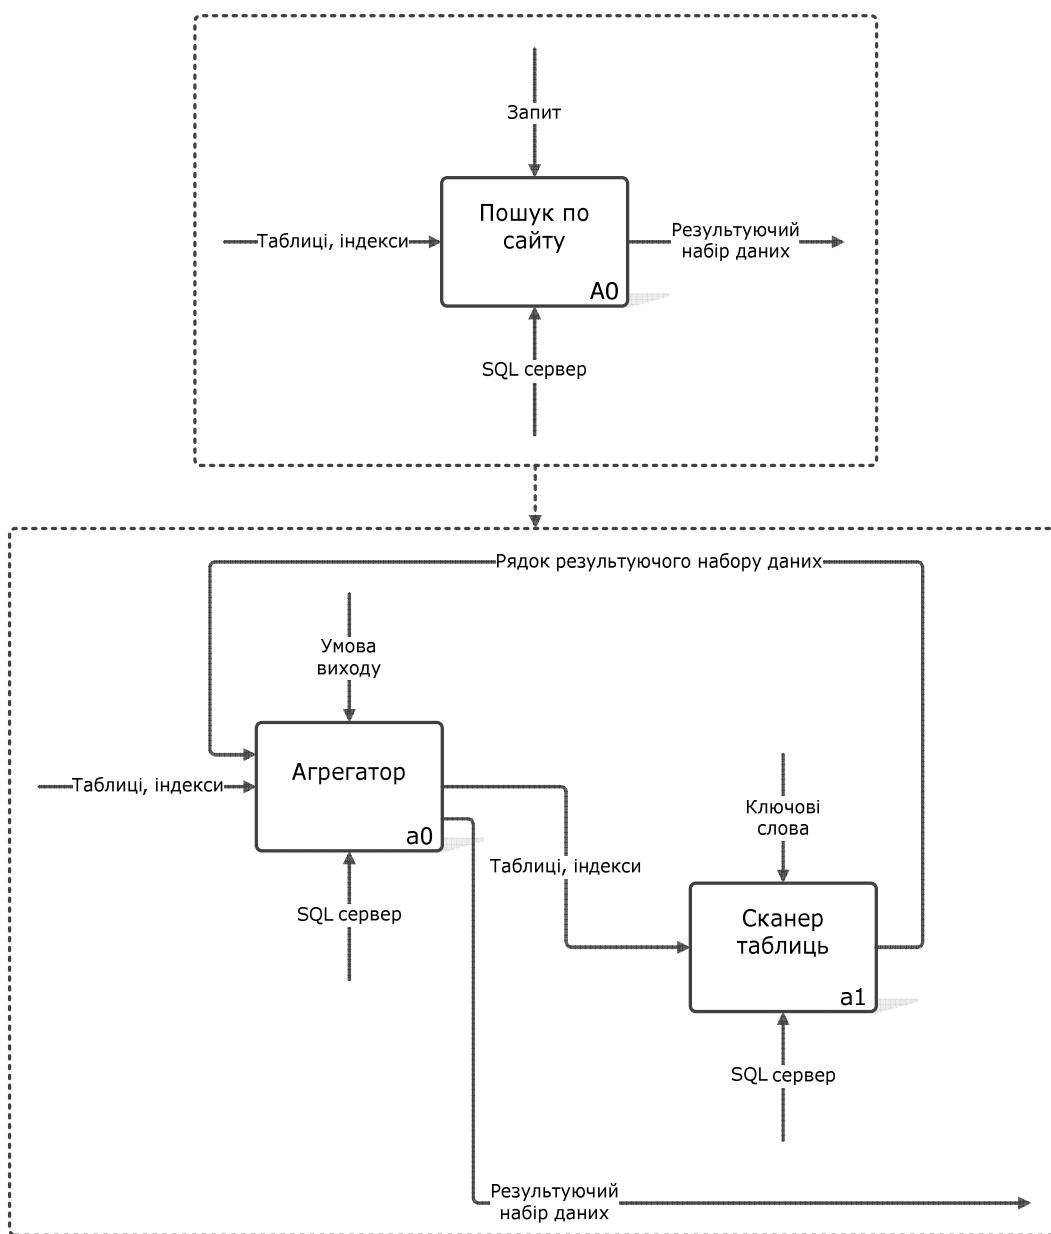 Запит
Пошук по
сайту
A0
Таблиці, індекси
Результуючий
набір даних
SQL сервер
Рядок результуючого набору даних
Умова
виходу
Агрегатор
a0
Таблиці, індекси
Ключові
слова
Таблиці, індекси
SQL сервер
Сканер
таблиць
a1
SQL сервер
Результуючий
набір даних